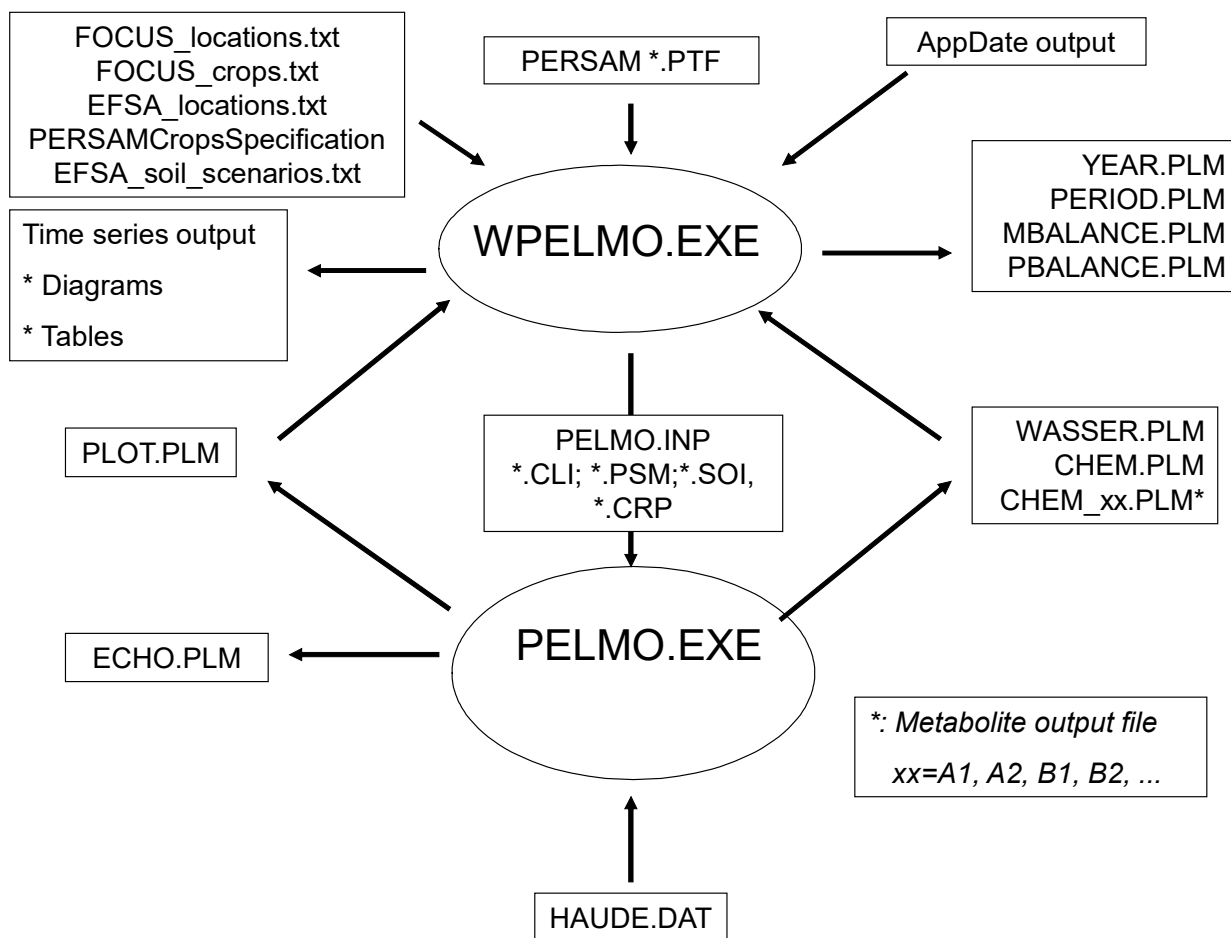 FOCUS_locations.txt
FOCUS_crops.txt
EFSA_locations.txt
PERSAMCropsSpecification
EFSA_soil_scenarios.txt
PERSAM *.PTF
AppDate output
WPELMO.EXE
YEAR.PLM
PERIOD.PLM
MBALANCE.PLM
PBALANCE.PLM
Time series output
* Diagrams
* Tables
PLOT.PLM
PELMO.INP
*.CLI; *.PSM;*.SOI,
*.CRP
WASSER.PLM
CHEM.PLM
CHEM_xx.PLM*
PELMO.EXE
ECHO.PLM
*: Metabolite output file
xx=A1, A2, B1, B2, ...
HAUDE.DAT